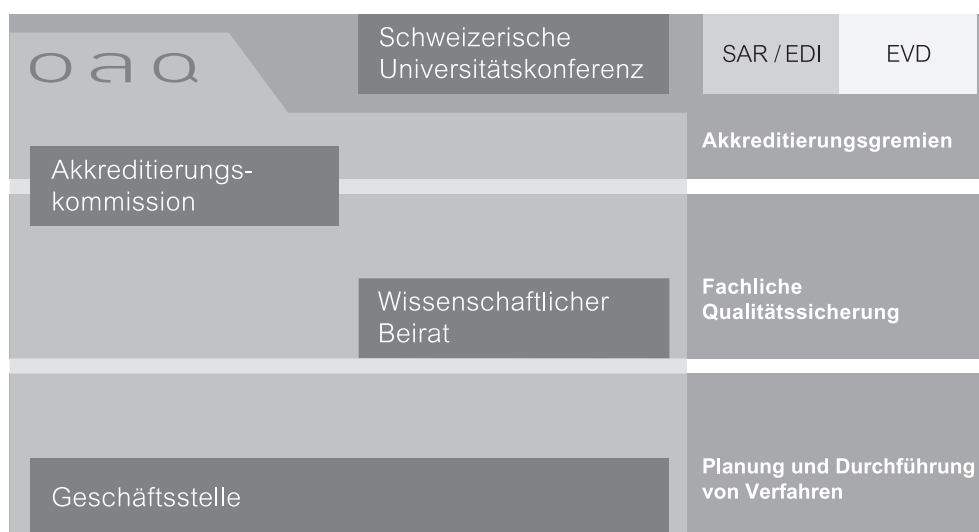 oaq
Schweizerische
Universitätskonferenz
SAR / EDI
EVD
Akkreditierungsgremien
Akkreditierungs-
kommission
Wissenschaftlicher
Beirat
Fachliche
Qualitätssicherung
Geschäftsstelle
Planung und Durchführung
von Verfahren